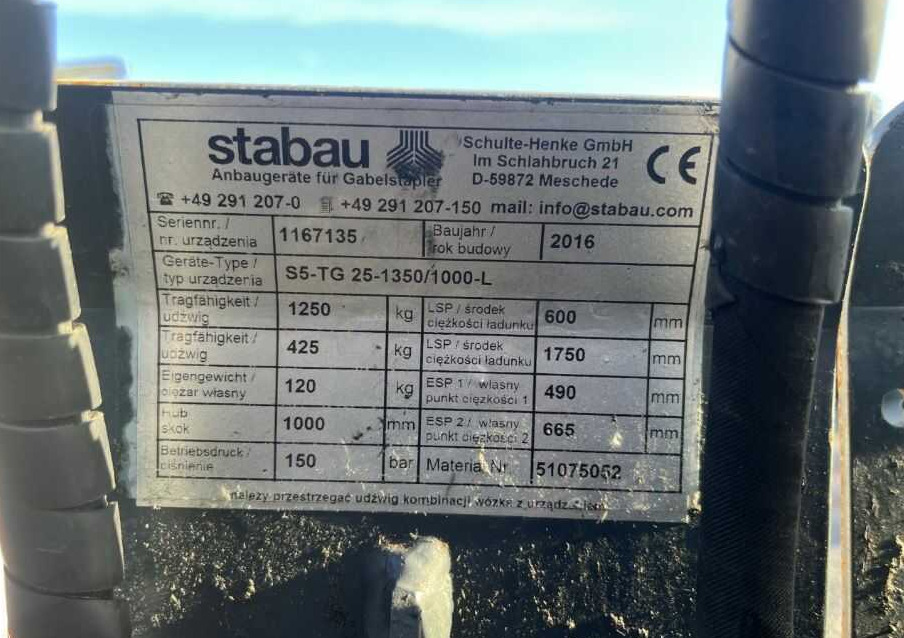 stabau
Anbaugeräte für Gabelstapler
Schulte-Henke GmbH
Im Schlahbruch 21
D-59872 Meschede
CE
☎ +49 291 207-0 +49 291 207-150 mail: info@stabau.com
Seriennr. /
nr. urządzenia
1167135
Baujahr /
rok budowy
2016
Geräte-Type /
typ urządzenia
S5-TG 25-1350/1000-L
Tragfähigkeit /
udźwig
1250
kg
LSP / środek
ciężkości ładunku
600
mm
Tragfähigkeit /
udźwig
425
kg
LSP / środek
ciężkości ładunku
1750
mm
Eigengewicht /
ciężar własny
120
kg
ESP 1 / własny
punkt ciężkości 1
490
mm
Hub
skok
1000
mm
ESP 2 / własny
punkt ciężkości 2
665
mm
Betriebsdruck /
ciśnienie
150
bar
Material Nr.
51075052
należy przestrzegać udźwig kombinacji wózka z urządzeniem